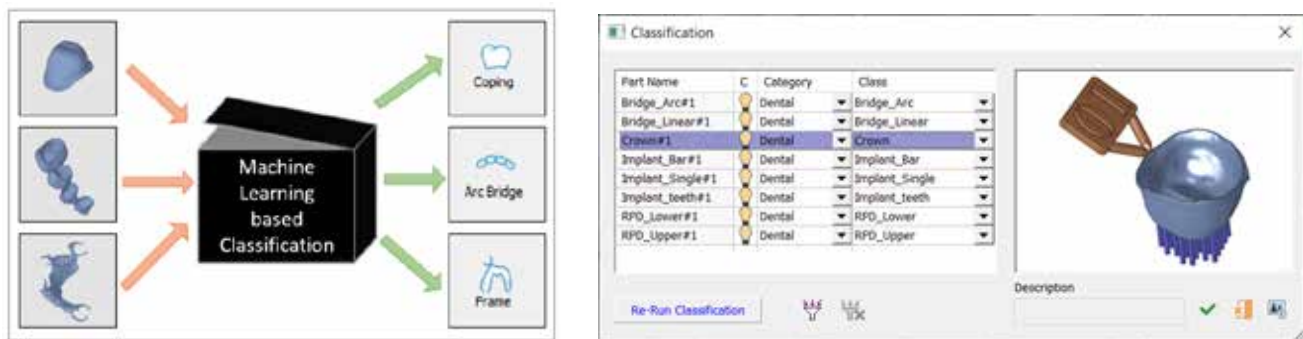 Coping
Machine
Learning
based
Classification
Arc Bridge
Frame
Classification
Part Name C Category Class
Bridge_Arc#1 Dental Bridge_Arc
Bridge_Linear#1 Dental Bridge_Linear
Crown#1 Dental Crown
Implant_Bar#1 Dental Implant_Bar
Implant_Single#1 Dental Implant_Single
Implant_teeth#1 Dental Implant_teeth
RPD_Lower#1 Dental RPD_Lower
RPD_Upper#1 Dental RPD_Upper
Description
Re-Run Classification